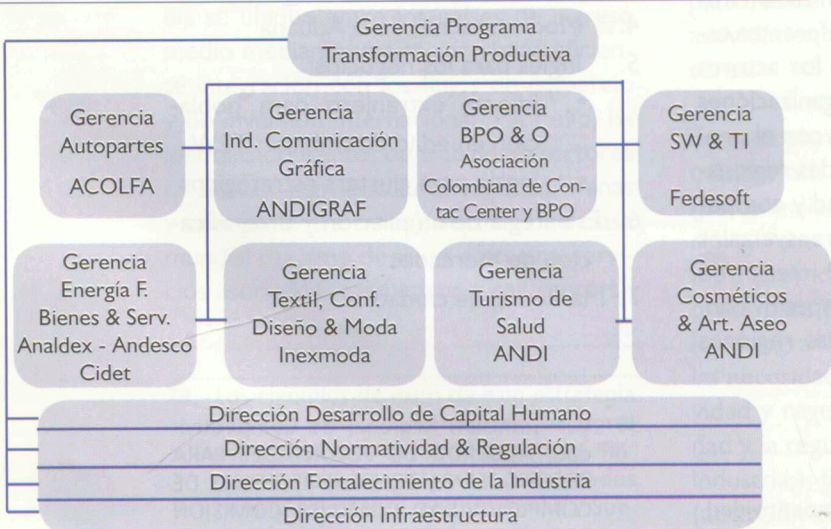 Gerencia Programa
Transformación Productiva
Gerencia
Autopartes
ACOLFA
Gerencia
Ind. Comunicación
Gráfica
ANDIGRAF
Gerencia
BPO & O
Asociación
Colombiana de Con-
tac Center y BPO
Gerencia
SW & TI
Fedesoft
Gerencia
Energía F.
Bienes & Serv.
Analdex - Andesco
Cidet
Gerencia
Textil, Conf.
Diseño & Moda
Inexmoda
Gerencia
Turismo de
Salud
ANDI
Gerencia
Cosméticos
& Art. Aseo
ANDI
Dirección Desarrollo de Capital Humano
Dirección Normatividad & Regulación
Dirección Fortalecimiento de la Industria
Dirección Infraestructura